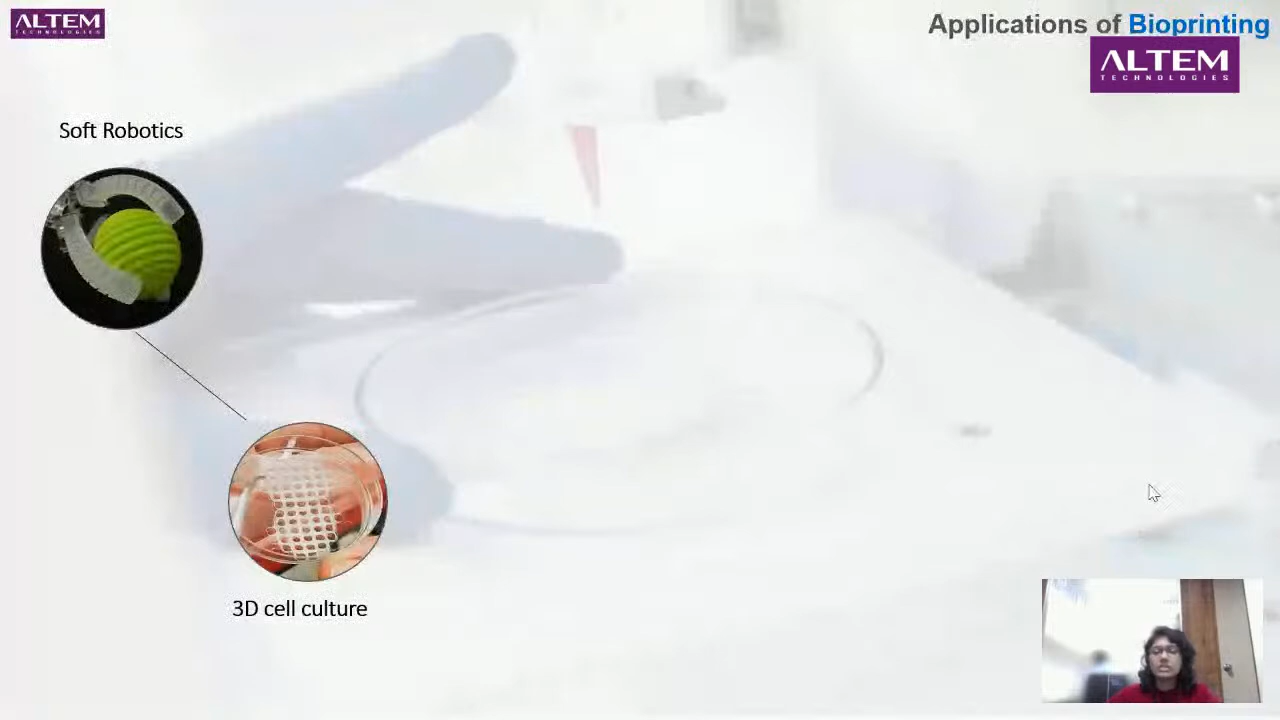 ALTEM
TECHNOLOGIES
Applications of Bioprinting
ALTEM
TECHNOLOGIES
Soft Robotics
3D cell culture